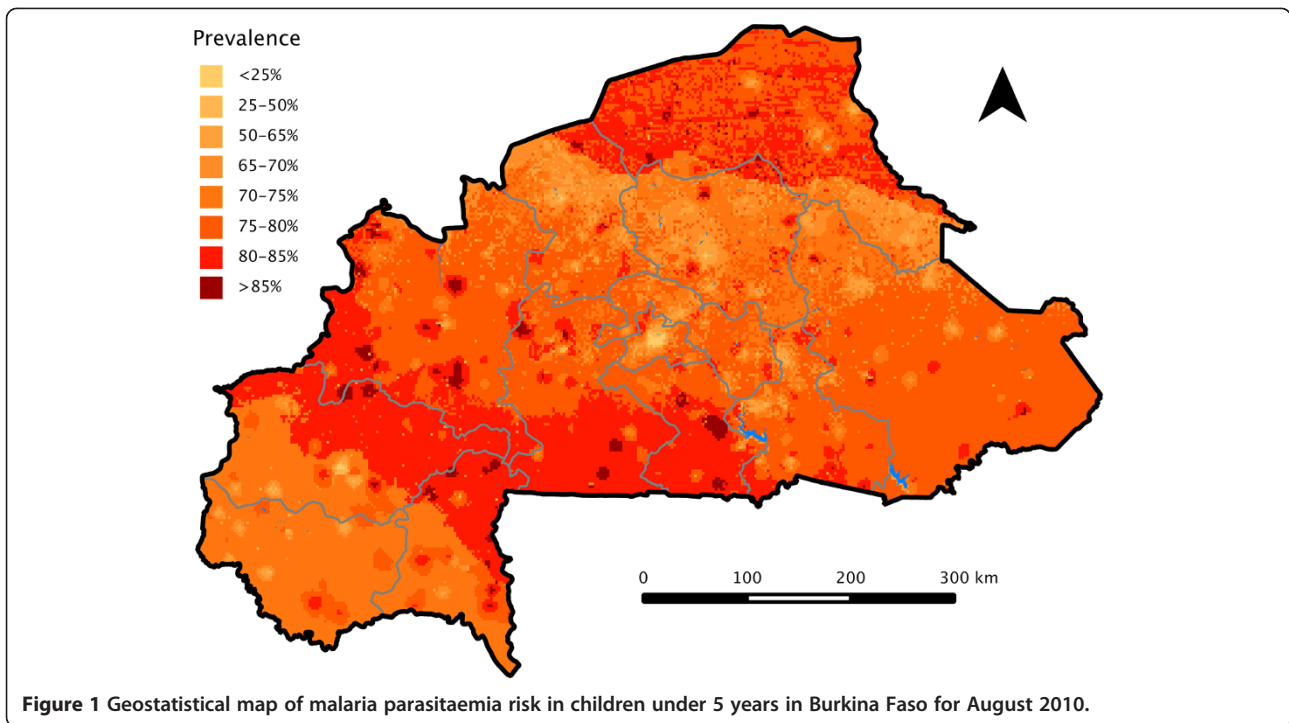 Prevalence
<25%
25–50%
50–65%
65–70%
70–75%
75–80%
80–85%
>85%
0 100 200 300 km
Figure 1 Geostatistical map of malaria parasitaemia risk in children under 5 years in Burkina Faso for August 2010.